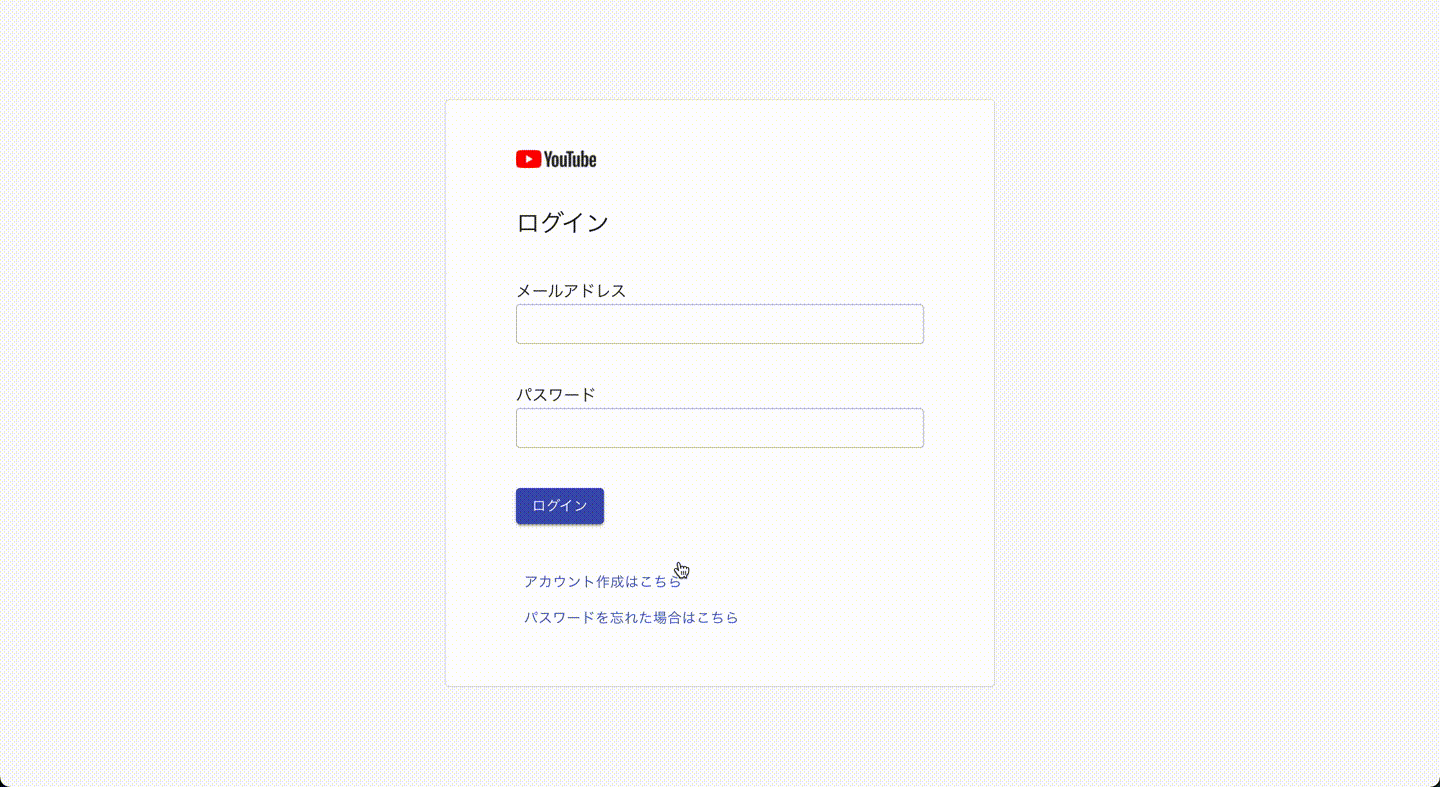 YouTube
ログイン
メールアドレス
パスワード
ログイン
アカウント作成はこちら
パスワードを忘れた場合はこちら